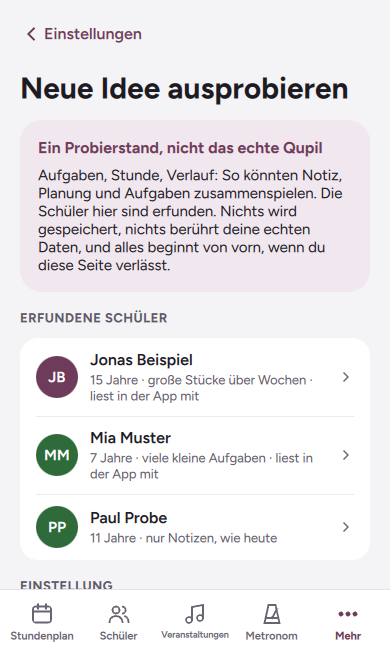 Einstellungen
Neue Idee ausprobieren
Ein Probierstand, nicht das echte Qupil
Aufgaben, Stunde, Verlauf: So könnten Notiz,
Planung und Aufgaben zusammenspielen. Die
Schüler hier sind erfunden. Nichts wird
gespeichert, nichts berührt deine echten
Daten, und alles beginnt von vorn, wenn du
diese Seite verlässt.
ERFUNDENE SCHÜLER
JB
Jonas Beispiel
15 Jahre · große Stücke über Wochen ·
liest in der App mit
MM
Mia Muster
7 Jahre · viele kleine Aufgaben · liest in
der App mit
PP
Paul Probe
11 Jahre · nur Notizen, wie heute
EINSTELLUNG
Stundenplan
Schüler
Veranstaltungen
Metronom
Mehr